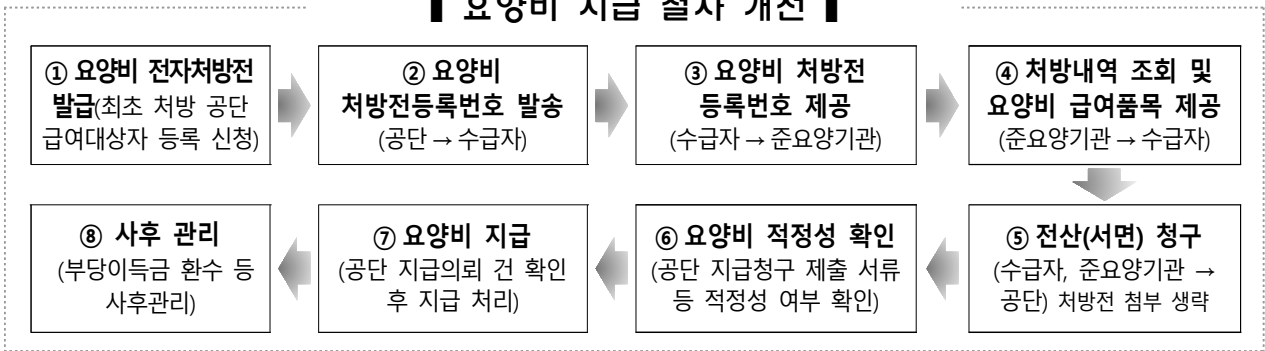 ▌요양비 지급 절차 개선▐
① 요양비 전자처방전
발급(최초 처방 공단
급여대상자 등록 신청)
② 요양비
처방전등록번호 발송
(공단 → 수급자)
③ 요양비 처방전
등록번호 제공
(수급자 → 준요양기관)
④ 처방내역 조회 및
요양비 급여품목 제공
(준요양기관 → 수급자)
⑤ 전산(서면) 청구
(수급자, 준요양기관 →
공단) 처방전 첨부 생략
⑥ 요양비 적정성 확인
(공단 지급청구 제출 서류
등 적정성 여부 확인)
⑦ 요양비 지급
(공단 지급의뢰 건 확인
후 지급 처리)
⑧ 사후 관리
(부당이득금 환수 등
사후관리)